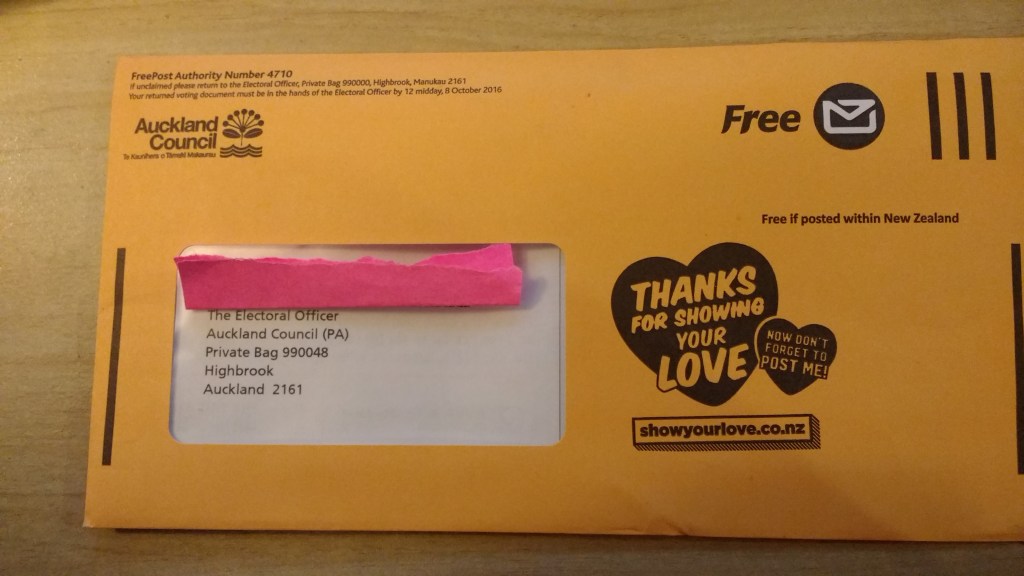 FreePost Authority Number 4710
If unclaimed please return to the Electoral Officer, Private Bag 990000, Highbrook, Manukau 2161
Your returned voting document must be in the hands of the Electoral Officer by 12 midday, 8 October 2016
Auckland
Council
Te Kaunihera o Tāmaki Makaurau
Free
Free if posted within New Zealand
The Electoral Officer
Auckland Council (PA)
Private Bag 990048
Highbrook
Auckland 2161
THANKS
FOR SHOWING
YOUR
LOVE
NOW DON'T
FORGET TO
POST ME!
showyourlove.co.nz